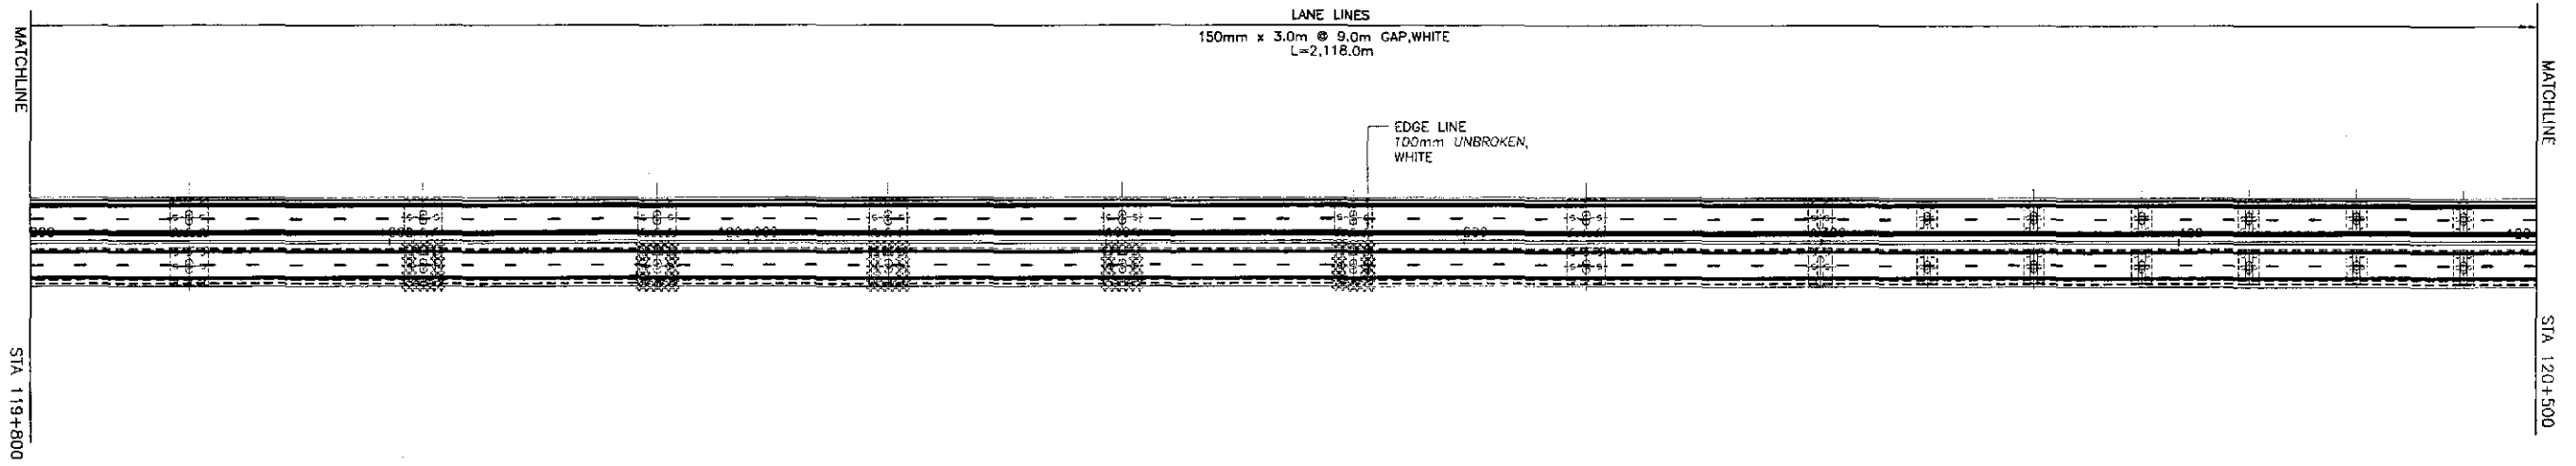 LANE LINES
150mm x 3.0m @ 9.0m GAP,WHITE
L=2,118.0m
MATCHLINE
MATCHLINE
EDGE LINE
100mm UNBROKEN,
WHITE
STA 119+800
STA 120+500